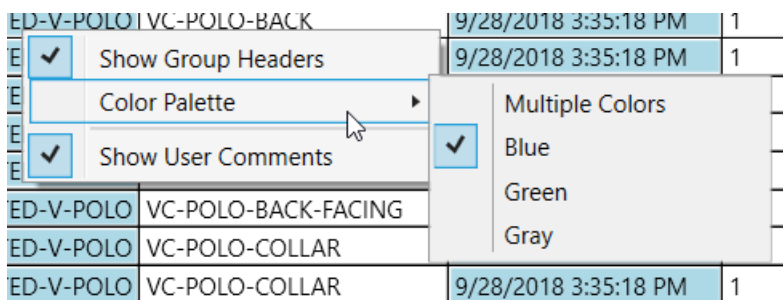 ED-V-POLO VC-POLO-BACK 9/28/2018 3:35:18 PM 1
Show Group Headers 9/28/2018 3:35:18 PM 1
Color Palette
Multiple Colors
Show User Comments
Blue
Green
ED-V-POLO VC-POLO-BACK-FACING
Gray
ED-V-POLO VC-POLO-COLLAR
ED-V-POLO VC-POLO-COLLAR 9/28/2018 3:35:18 PM 1